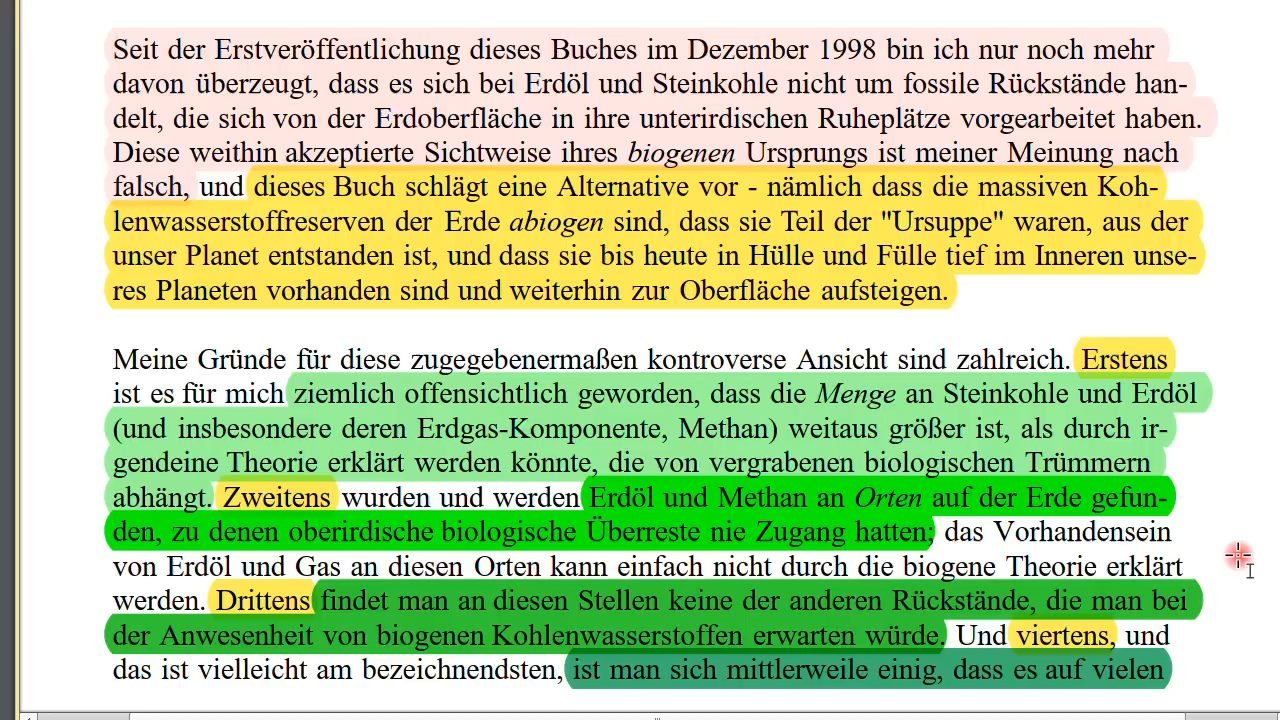 Seit der Erstveröffentlichung dieses Buches im Dezember 1998 bin ich nur noch mehr
davon überzeugt, dass es sich bei Erdöl und Steinkohle nicht um fossile Rückstände han-
delt, die sich von der Erdoberfläche in ihre unterirdischen Ruheplätze vorgearbeitet haben.
Diese weithin akzeptierte Sichtweise ihres biogenen Ursprungs ist meiner Meinung nach
falsch, und dieses Buch schlägt eine Alternative vor - nämlich dass die massiven Koh-
lenwasserstoffreserven der Erde abiogen sind, dass sie Teil der "Ursuppe" waren, aus der
unser Planet entstanden ist, und dass sie bis heute in Hülle und Fülle tief im Inneren unse-
res Planeten vorhanden sind und weiterhin zur Oberfläche aufsteigen.
Meine Gründe für diese zugegebenermaßen kontroverse Ansicht sind zahlreich. Erstens
ist es für mich ziemlich offensichtlich geworden, dass die Menge an Steinkohle und Erdöl
(und insbesondere deren Erdgas-Komponente, Methan) weitaus größer ist, als durch ir-
gendeine Theorie erklärt werden könnte, die von vergrabenen biologischen Trümmern
abhängt. Zweitens wurden und werden Erdöl und Methan an Orten auf der Erde gefun-
den, zu denen oberirdische biologische Überreste nie Zugang hatten; das Vorhandensein
von Erdöl und Gas an diesen Orten kann einfach nicht durch die biogene Theorie erklärt
werden. Drittens findet man an diesen Stellen keine der anderen Rückstände, die man bei
der Anwesenheit von biogenen Kohlenwasserstoffen erwarten würde. Und viertens, und
das ist vielleicht am bezeichnendsten, ist man sich mittlerweile einig, dass es auf vielen